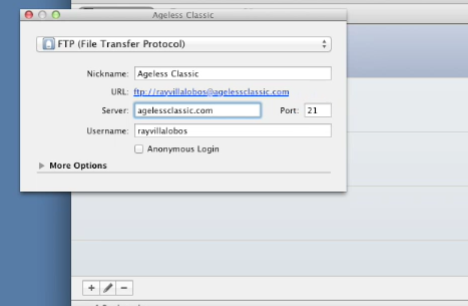 Ageless Classic
FTP (File Transfer Protocol)
Nickname: Ageless Classic
URL: ftp://rayvillalobos@agelessclassic.com
Server: agelessclassic.com Port: 21
Username: rayvillalobos
Anonymous Login
More Options